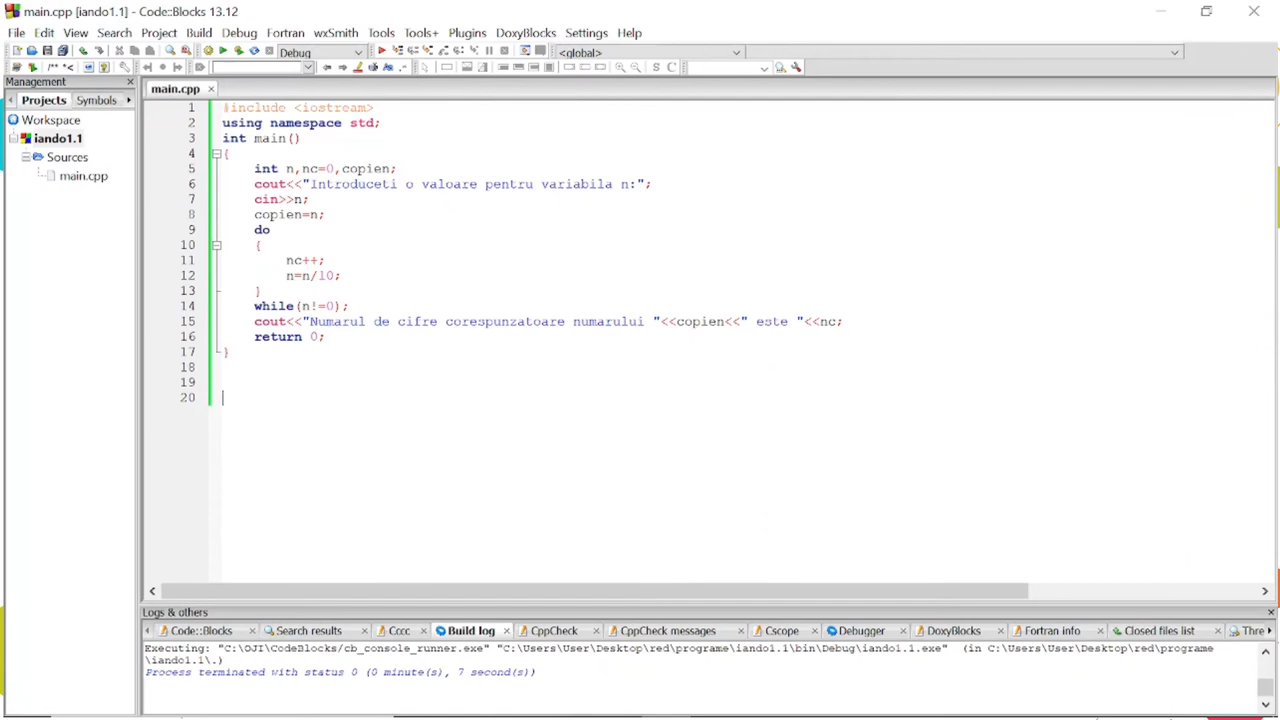 main.cpp [iando1.1] - Code::Blocks 13.12
File Edit View Search Project Build Debug Fortran wxSmith Tools Tools+ Plugins DoxyBlocks Settings Help
Debug <global>
Management
main.cpp
Projects Symbols
Workspace
iando1.1
Sources
main.cpp
1 #include <iostream>
2 using namespace std;
3 int main()
4 {
5 int n,nc=0,copien;
6 cout<<"Introduceti o valoare pentru variabila n:";
7 cin>>n;
8 copien=n;
9 do
10 {
11 nc++;
12 n=n/10;
13 }
14 while(n!=0);
15 cout<<"Numarul de cifre corespunzatoare numarului "<<copien<<" este "<<nc;
16 return 0;
17 }
18
19
20
Logs & others
Code::Blocks Search results Cccc Build log CppCheck CppCheck messages Cscope Debugger DoxyBlocks Fortran info Closed files list Thre
Executing: "C:\OJI\CodeBlocks/cb_console_runner.exe" "C:\Users\User\Desktop\red\programe\iando1.1\bin\Debug\iando1.1.exe" (in C:\Users\User\Desktop\red\programe
\iando1.1\.)
Process terminated with status 0 (0 minute(s), 7 second(s))